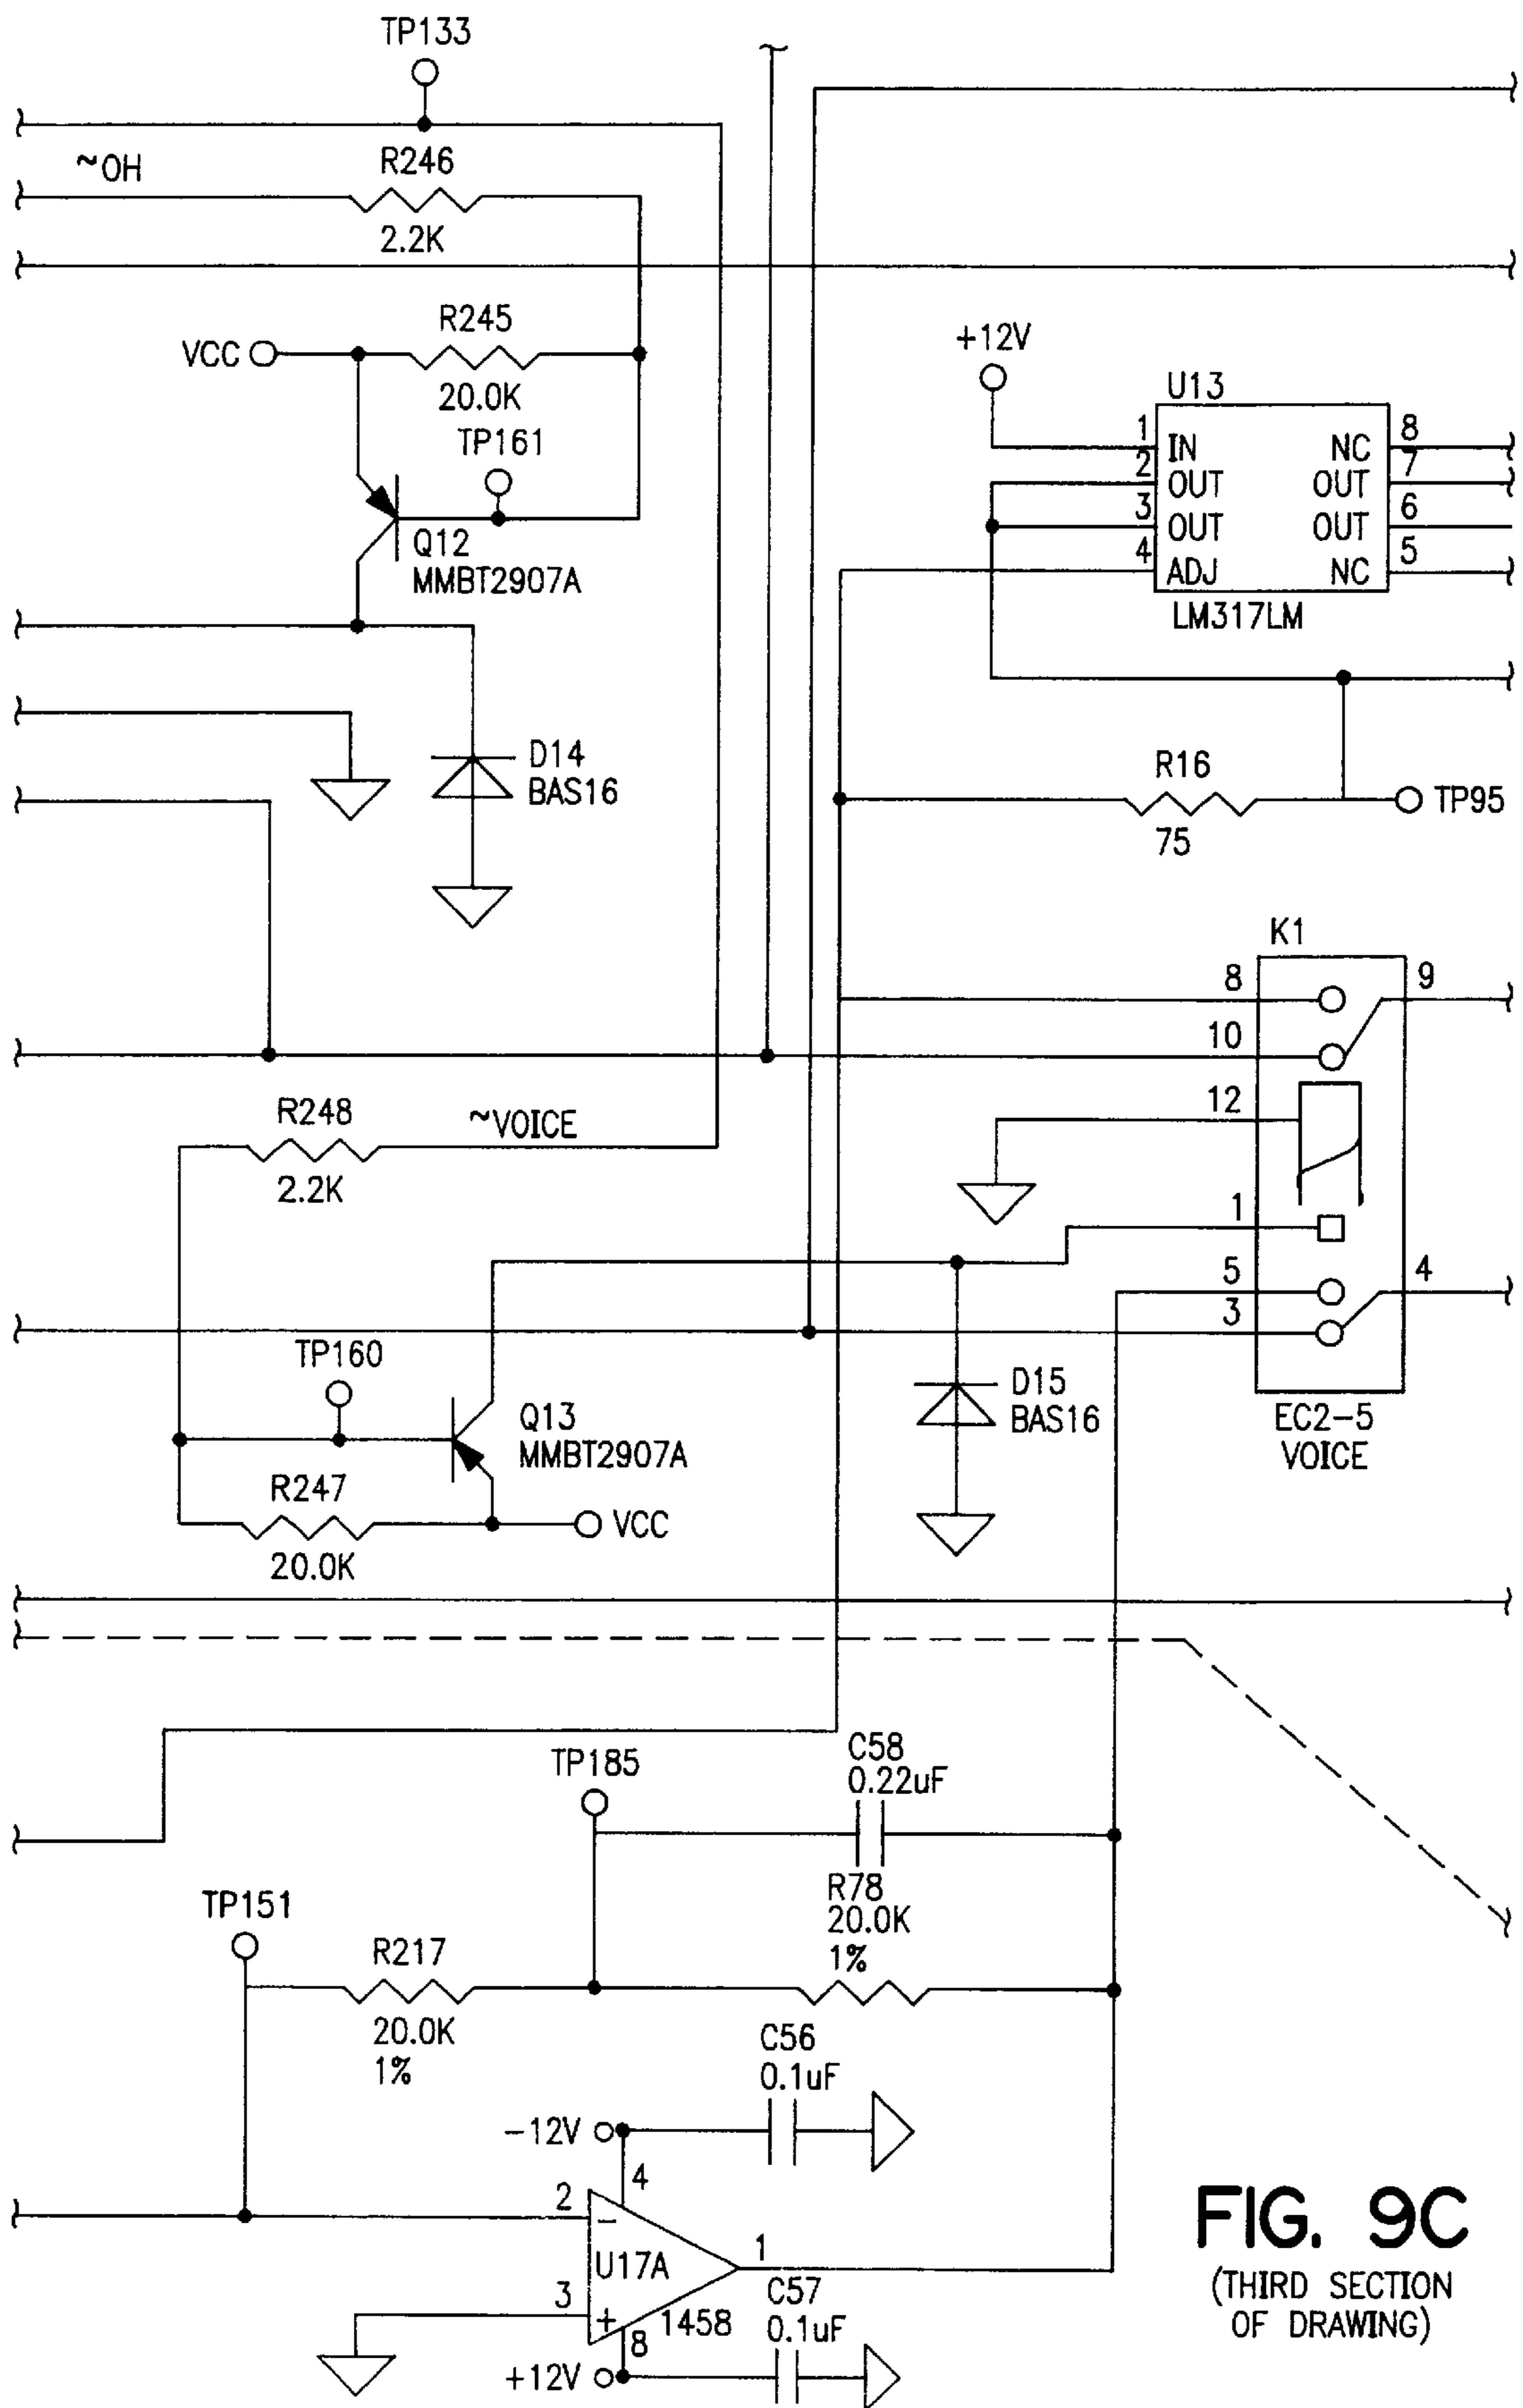 TP133
~OH
R246
2.2K
R245
VCC
20.0K
TP161
Q12
MMBT2907A
+12V
U13
1 IN NC 8
2 OUT OUT 7
3 OUT OUT 6
4 ADJ NC 5
LM317LM
D14
BAS16
R16
75
TP95
K1
8 9
10
12
1
5 4
3
EC2-5
VOICE
R248
~VOICE
2.2K
TP160
Q13
MMBT2907A
R247
VCC
20.0K
D15
BAS16
TP185
C58
0.22uF
R78
20.0K
1%
TP151
R217
20.0K
1%
C56
0.1uF
-12V
4
2
-
U17A
1
3
+
1458
8
C57
0.1uF
+12V
FIG. 9C
(THIRD SECTION
OF DRAWING)